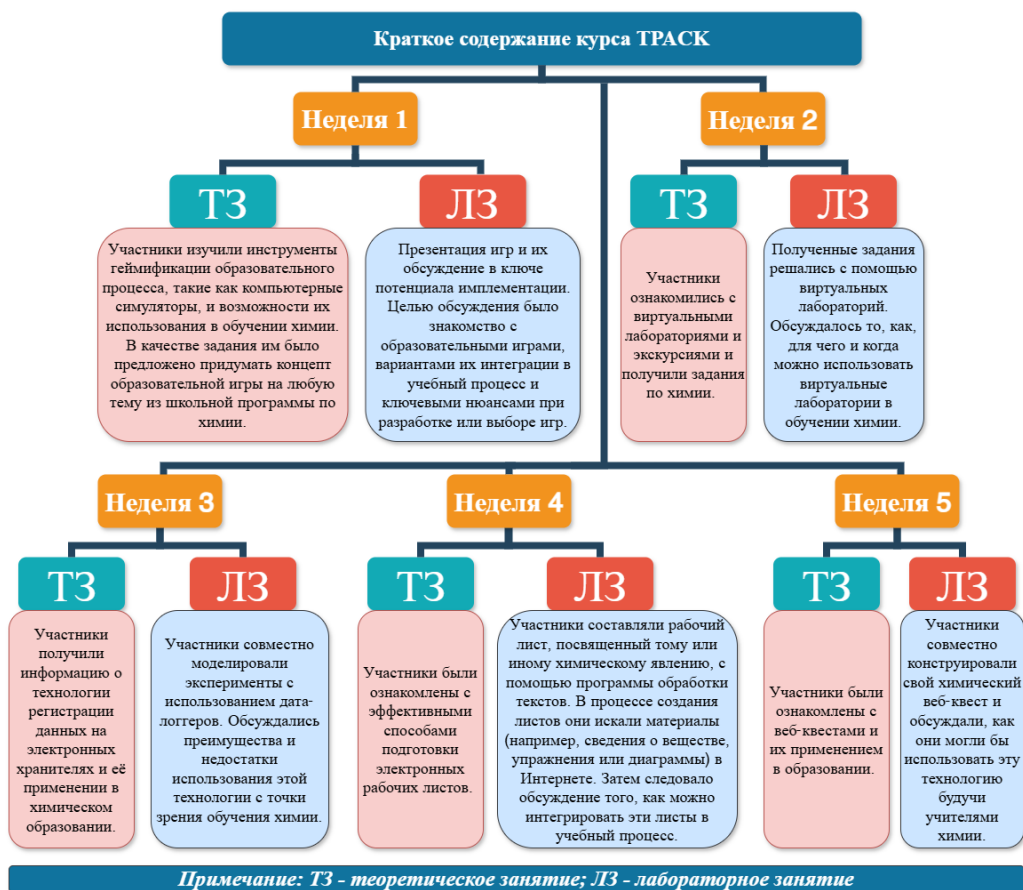 Краткое содержание курса TPACK
Неделя 1
ТЗ
Участники изучили инструменты
геймификации образовательного
процесса, такие как компьютерные
симуляторы, и возможности их
использования в обучении химии.
В качестве задания им было
предложено придумать концепт
образовательной игры на любую
тему из школьной программы по
химии.
ЛЗ
Презентация игр и их
обсуждение в ключе
потенциала имплементации.
Целью обсуждения было
знакомство с
образовательными играми,
вариантами их интеграции в
учебный процесс и
ключевыми нюансами при
разработке или выборе игр.
Неделя 2
ТЗ
Участники
ознакомились с
виртуальными
лабораториями и
экскурсиями и
получили задания
по химии.
ЛЗ
Полученные задания
решались с помощью
виртуальных
лабораторий.
Обсуждалось то, как,
для чего и когда
можно использовать
виртуальные
лаборатории в
обучении химии.
Неделя 3
ТЗ
Участники
получили
информацию о
технологии
регистрации
данных на
электронных
хранителях и её
применении в
химическом
образовании.
ЛЗ
Участники совместно
моделировали
эксперименты с
использованием дата-
логгеров. Обсуждались
преимущества и
недостатки
использования этой
технологии с точки
зрения обучения химии.
Неделя 4
ТЗ
Участники были
ознакомлены с
эффективными
способами
подготовки
электронных
рабочих листов.
ЛЗ
Участники составляли рабочий
лист, посвященный тому или
иному химическому явлению, с
помощью программы обработки
текстов. В процессе создания
листов они искали материалы
(например, сведения о веществе,
упражнения или диаграммы) в
Интернете. Затем следовало
обсуждение того, как можно
интегрировать эти листы в
учебный процесс.
Неделя 5
ТЗ
Участники были
ознакомлены с
веб-квестами и
их применением
в образовании.
ЛЗ
Участники
совместно
конструировали
свой химический
веб-квест и
обсуждали, как
они могли бы
использовать эту
технологию
будучи
учителями
химии.
Примечание: ТЗ - теоретическое занятие; ЛЗ - лабораторное занятие